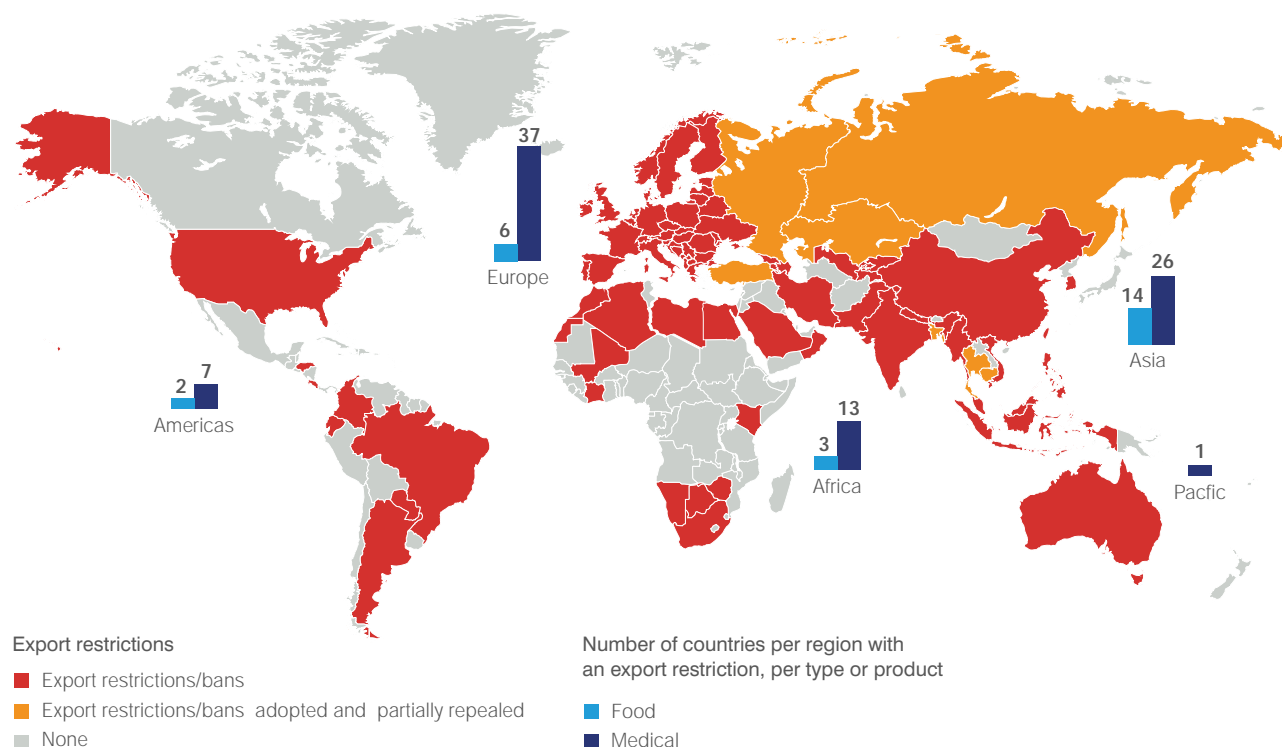 37
6
Europe
26
14
Asia
2
7
Americas
13
3
Africa
1
Pacfic
Export restrictions
Export restrictions/bans
Export restrictions/bans adopted and partially repealed
None
Number of countries per region with
an export restriction, per type or product
Food
Medical